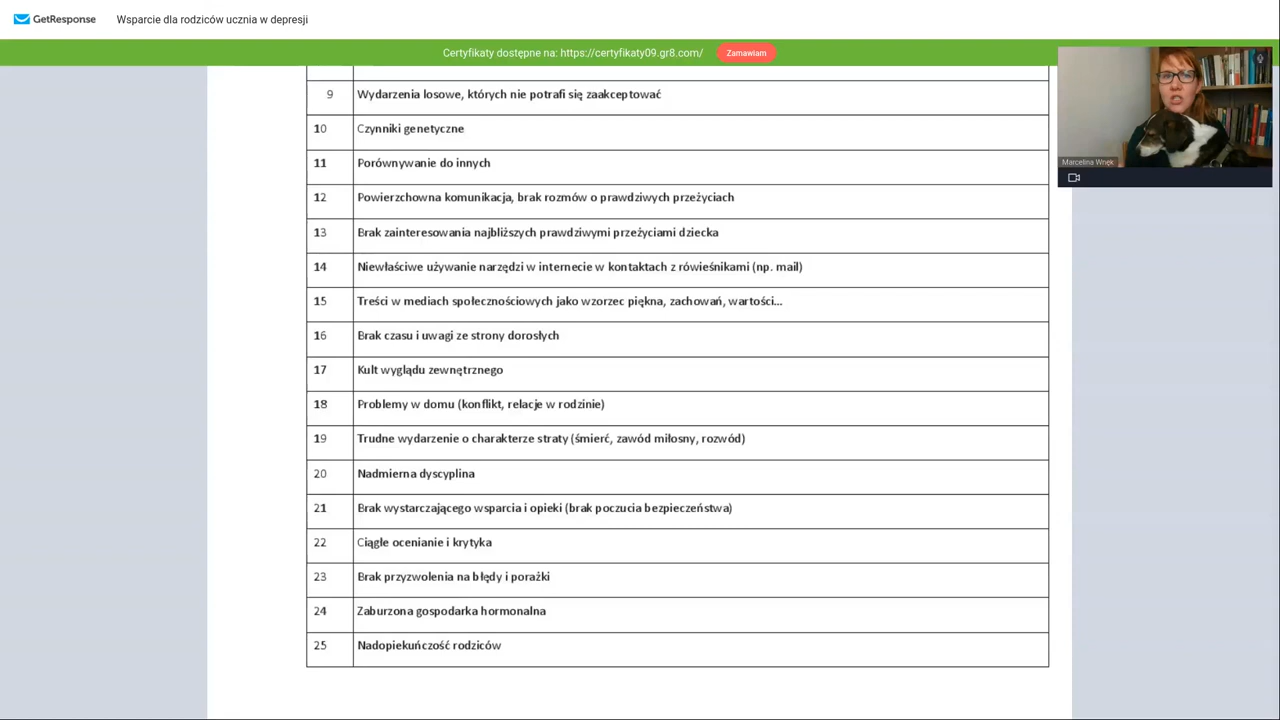 GetResponse
Wsparcie dla rodziców ucznia w depresji
Certyfikaty dostępne na: https://certyfikaty09.gr8.com/
Zamawiam
9 Wydarzenia losowe, których nie potrafi się zaakceptować
10 Czynniki genetyczne
11 Porównywanie do innych
12 Powierzchowna komunikacja, brak rozmów o prawdziwych przeżyciach
13 Brak zainteresowania najbliższych prawdziwymi przeżyciami dziecka
14 Niewłaściwe używanie narzędzi w internecie w kontaktach z rówieśnikami (np. mail)
15 Treści w mediach społecznościowych jako wzorzec piękna, zachowań, wartości...
16 Brak czasu i uwagi ze strony dorosłych
17 Kult wyglądu zewnętrznego
18 Problemy w domu (konflikt, relacje w rodzinie)
19 Trudne wydarzenie o charakterze straty (śmierć, zawód miłosny, rozwód)
20 Nadmierna dyscyplina
21 Brak wystarczającego wsparcia i opieki (brak poczucia bezpieczeństwa)
22 Ciągłe ocenianie i krytyka
23 Brak przyzwolenia na błędy i porażki
24 Zaburzona gospodarka hormonalna
25 Nadopiekuńczość rodziców
Marcelina Wnęk